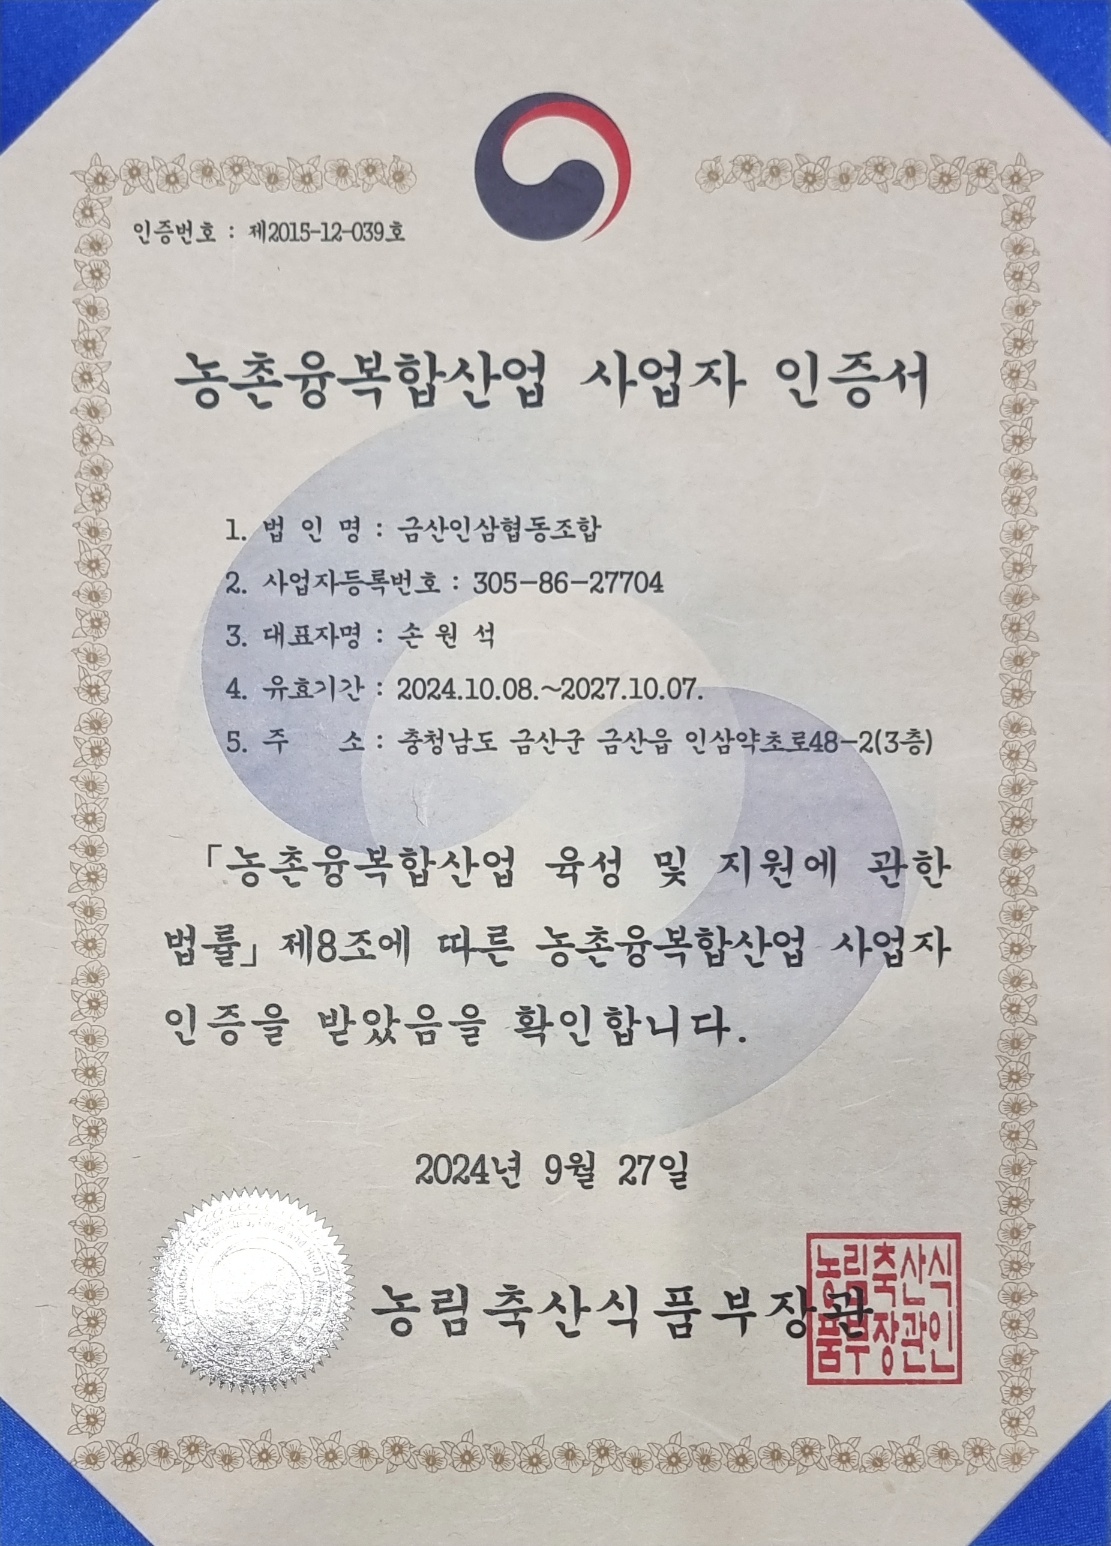 인증번호 : 제2015-12-039호
농촌융복합산업 사업자 인증서
1. 법 인 명 : 금산인삼협동조합
2. 사업자등록번호 : 305-86-27704
3. 대표자명 : 손 원 석
4. 유효기간 : 2024.10.08.~2027.10.07.
5. 주 소 : 충청남도 금산군 금산읍 인삼약초로48-2(3층)
「농촌융복합산업 육성 및 지원에 관한
법률」제8조에 따른 농촌융복합산업 사업자
인증을 받았음을 확인합니다.
2024년 9월 27일
농림축산식품부장관
농림축산식
품부장관인